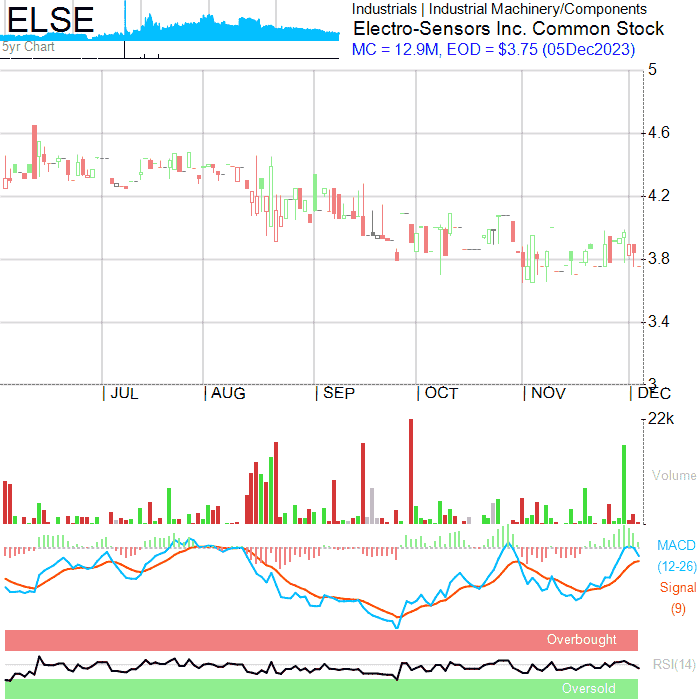 ELSE
5yr Chart
Industrials | Industrial Machinery/Components
Electro-Sensors Inc. Common Stock
MC = 12.9M, EOD = $3.75 (05Dec2023)
5
4.6
4.2
3.8
3.4
3
| JUL | AUG | SEP | OCT | NOV | DEC
22k
Volume
MACD
(12-26)
Signal
(9)
Overbought
RSI(14)
Oversold